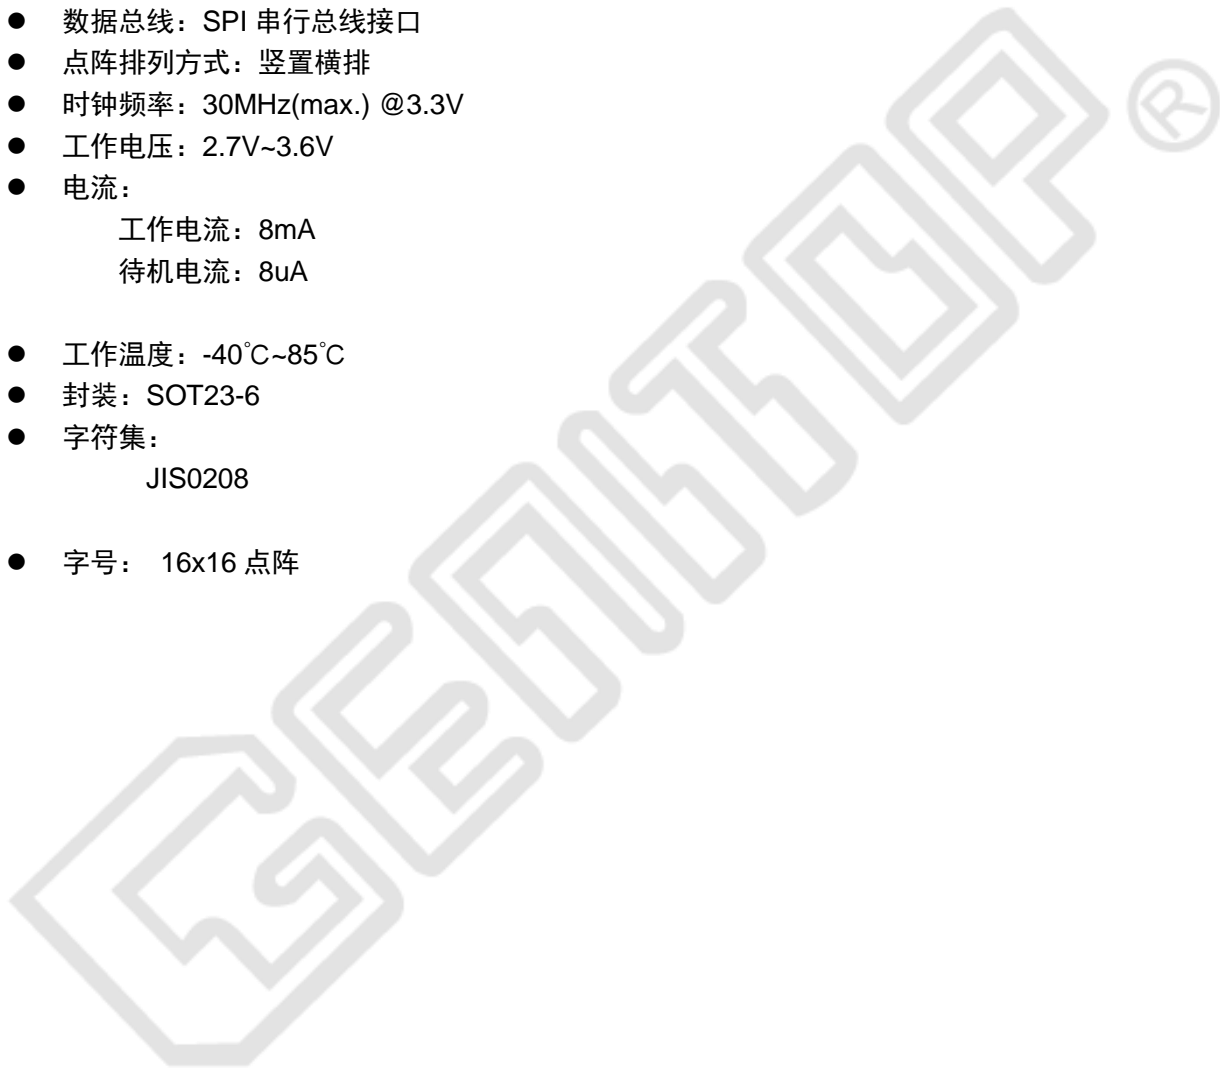 ● 数据总线：SPI 串行总线接口
● 点阵排列方式：竖置横排
● 时钟频率：30MHz(max.) @3.3V
● 工作电压：2.7V~3.6V
● 电流：
工作电流：8mA
待机电流：8uA
● 工作温度：-40℃~85℃
● 封装：SOT23-6
● 字符集：
JIS0208
● 字号： 16x16 点阵
GENTOP®